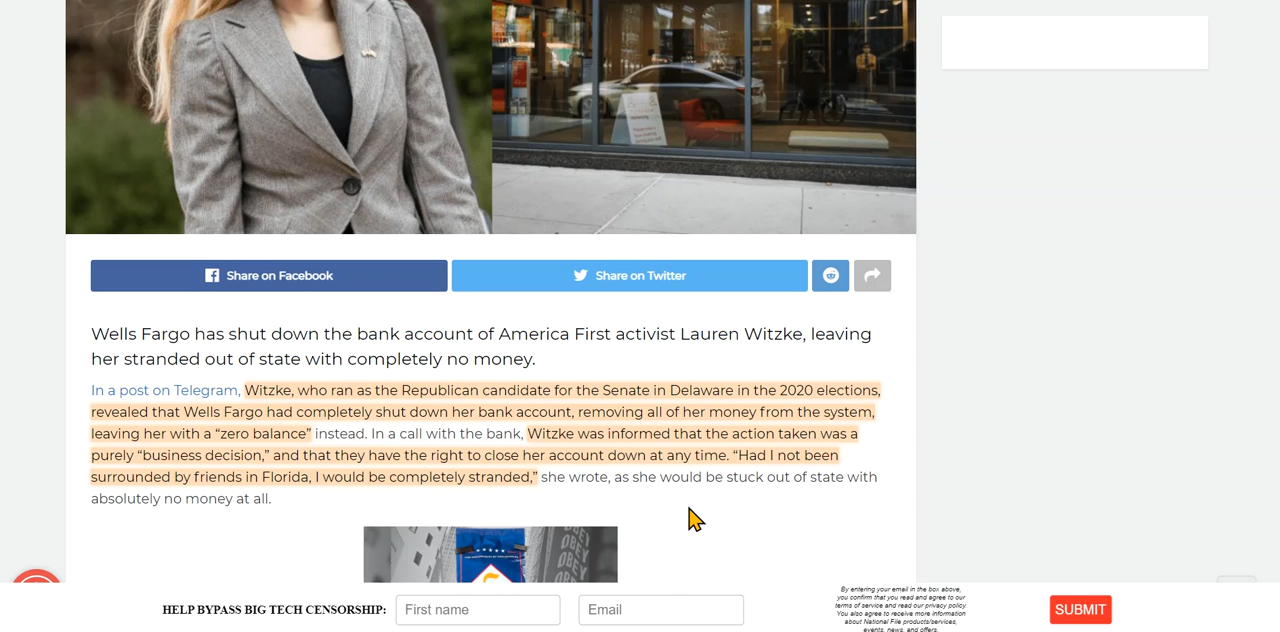 Share on Facebook
Share on Twitter
Wells Fargo has shut down the bank account of America First activist Lauren Witzke, leaving
her stranded out of state with completely no money.
In a post on Telegram, Witzke, who ran as the Republican candidate for the Senate in Delaware in the 2020 elections,
revealed that Wells Fargo had completely shut down her bank account, removing all of her money from the system,
leaving her with a “zero balance” instead. In a call with the bank, Witzke was informed that the action taken was a
purely “business decision,” and that they have the right to close her account down at any time. “Had I not been
surrounded by friends in Florida, I would be completely stranded,” she wrote, as she would be stuck out of state with
absolutely no money at all.
OBEY
HELP BYPASS BIG TECH CENSORSHIP:
First name
Email
By entering your email in the box above,
you confirm that you read and agree to our
terms of service and read our privacy policy.
You also agree to receive more information
about National File products/services,
events, news, and offers.
SUBMIT